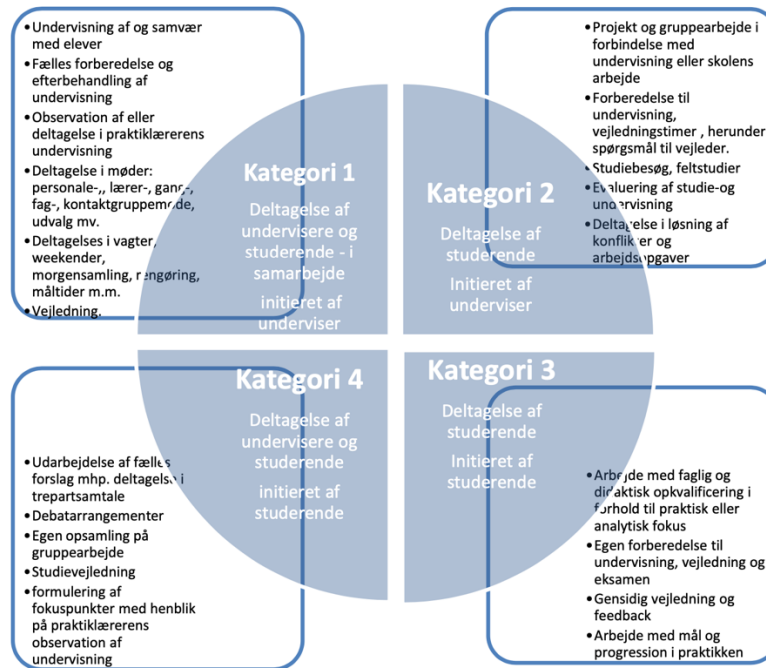 •Undervisning af og samvær
med elever
•Fælles forberedelse og
efterbehandling af
undervisning
•Observation af eller
deltagelse i praktiklærerens
undervisning
•Deltagelse i møder:
personale-,, lærer-, gang-,
fag-, kontaktgruppemøde,
udvalg mv.
•Deltagelses i vagter,
weekender,
morgensamling, rengøring,
måltider m.m.
•Vejledning.
Kategori 1
Deltagelse af
undervisere og
studerende - i
samarbejde
initieret af
underviser
•Projekt og gruppearbejde i
forbindelse med
undervisning eller skolens
arbejde
•Forberedelse til
undervisning,
vejledningstimer , herunder
spørgsmål til vejleder.
•Studiebesøg, feltstudier
•Evaluering af studie-og
undervisning
•Deltagelse i løsning af
konflikter og
arbejdsopgaver
Kategori 2
Deltagelse af
studerende
Initieret af
underviser
Kategori 4
Deltagelse af
undervisere og
studerende
initieret af
studerende
•Udarbejdelse af fælles
forslag mhp. deltagelse i
trepartsamtale
•Debatarrangementer
•Egen opsamling på
gruppearbejde
•Studievejledning
•formulering af
fokuspunkter med henblik
på praktiklærerens
observation af
undervisning
Kategori 3
Deltagelse af
studerende
Initieret af
studerende
•Arbejde med faglig og
didaktisk opkvalificering i
forhold til praktisk eller
analytisk fokus
•Egen forberedelse til
undervisning, vejledning og
eksamen
•Gensidig vejledning og
feedback
•Arbejde med mål og
progression i praktikken